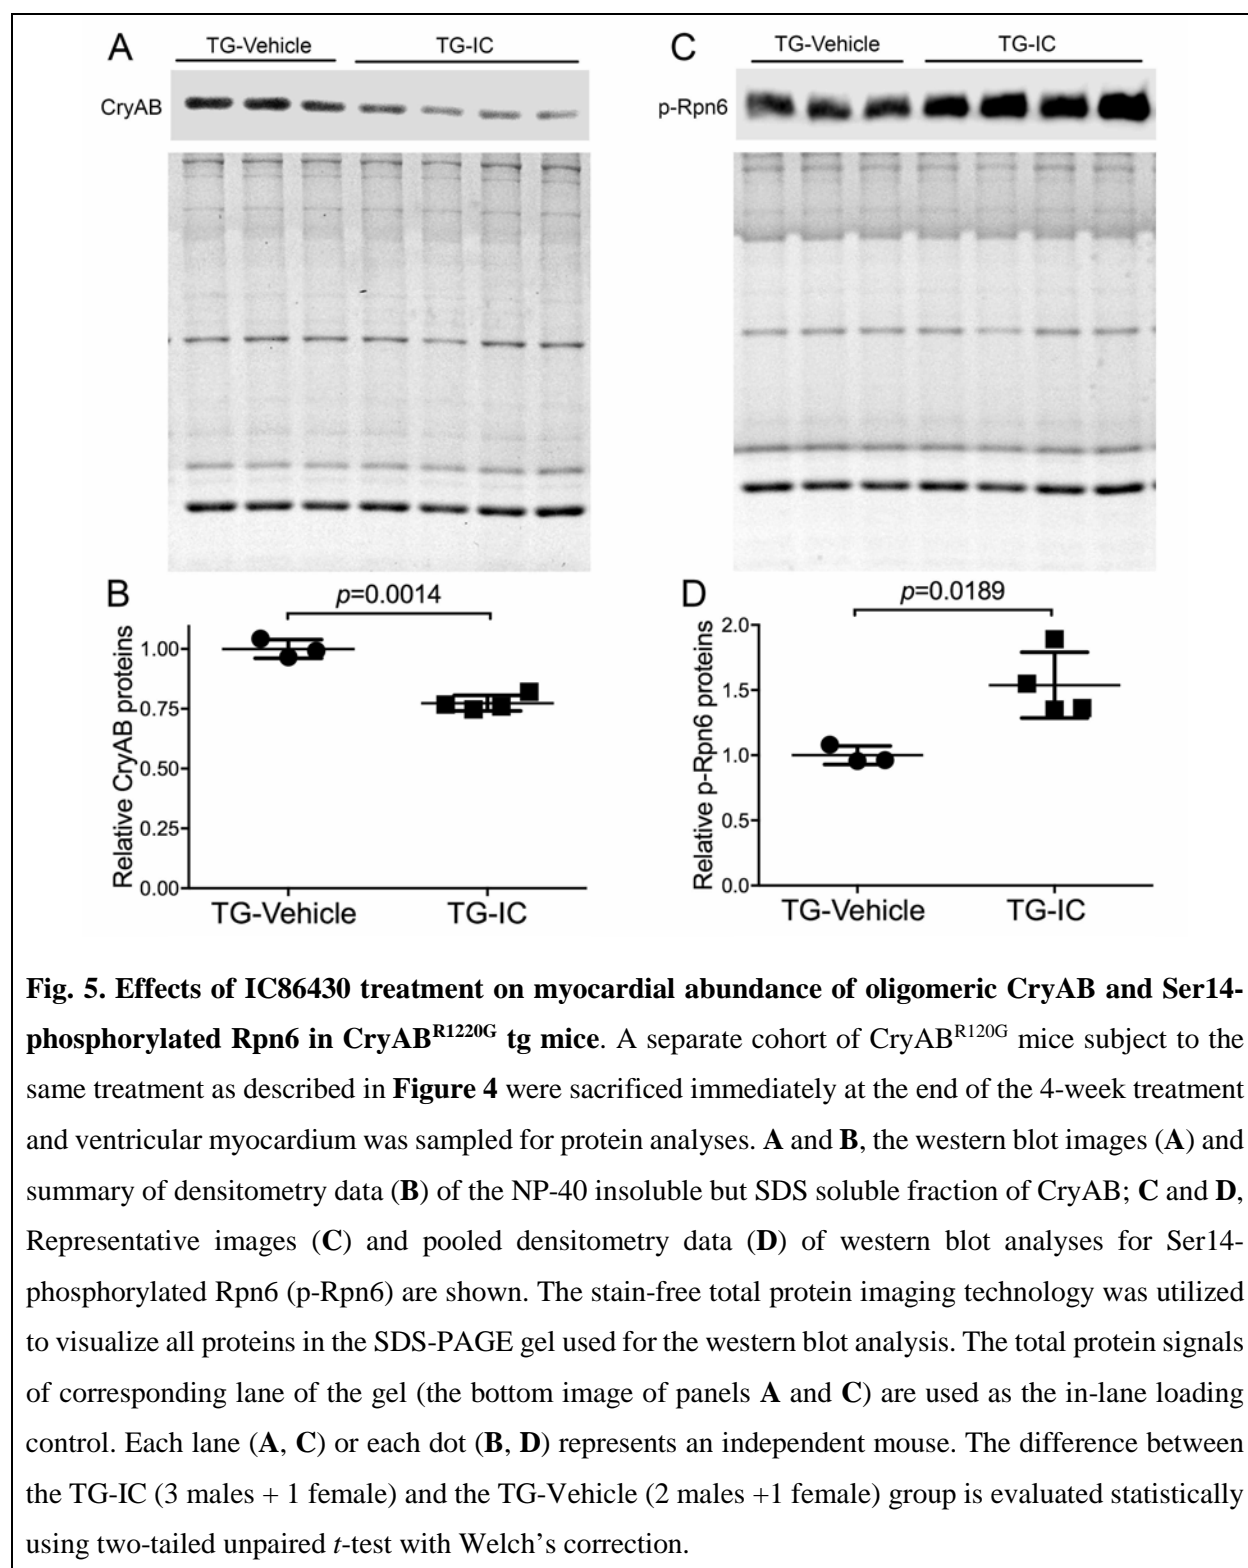 A
TG-Vehicle
TG-IC
CryAB
C
TG-Vehicle
TG-IC
p-Rpn6
B
p=0.0014
Relative CryAB proteins
1.00
0.75
0.50
0.25
0.00
TG-Vehicle
TG-IC
D
p=0.0189
Relative p-Rpn6 proteins
2.0
1.5
1.0
0.5
0.0
TG-Vehicle
TG-IC
Fig. 5. Effects of IC86430 treatment on myocardial abundance of oligomeric CryAB and Ser14-
phosphorylated Rpn6 in CryABR1220G tg mice. A separate cohort of CryABR120G mice subject to the
same treatment as described in Figure 4 were sacrificed immediately at the end of the 4-week treatment
and ventricular myocardium was sampled for protein analyses. A and B, the western blot images (A) and
summary of densitometry data (B) of the NP-40 insoluble but SDS soluble fraction of CryAB; C and D,
Representative images (C) and pooled densitometry data (D) of western blot analyses for Ser14-
phosphorylated Rpn6 (p-Rpn6) are shown. The stain-free total protein imaging technology was utilized
to visualize all proteins in the SDS-PAGE gel used for the western blot analysis. The total protein signals
of corresponding lane of the gel (the bottom image of panels A and C) are used as the in-lane loading
control. Each lane (A, C) or each dot (B, D) represents an independent mouse. The difference between
the TG-IC (3 males + 1 female) and the TG-Vehicle (2 males +1 female) group is evaluated statistically
using two-tailed unpaired t-test with Welch’s correction.